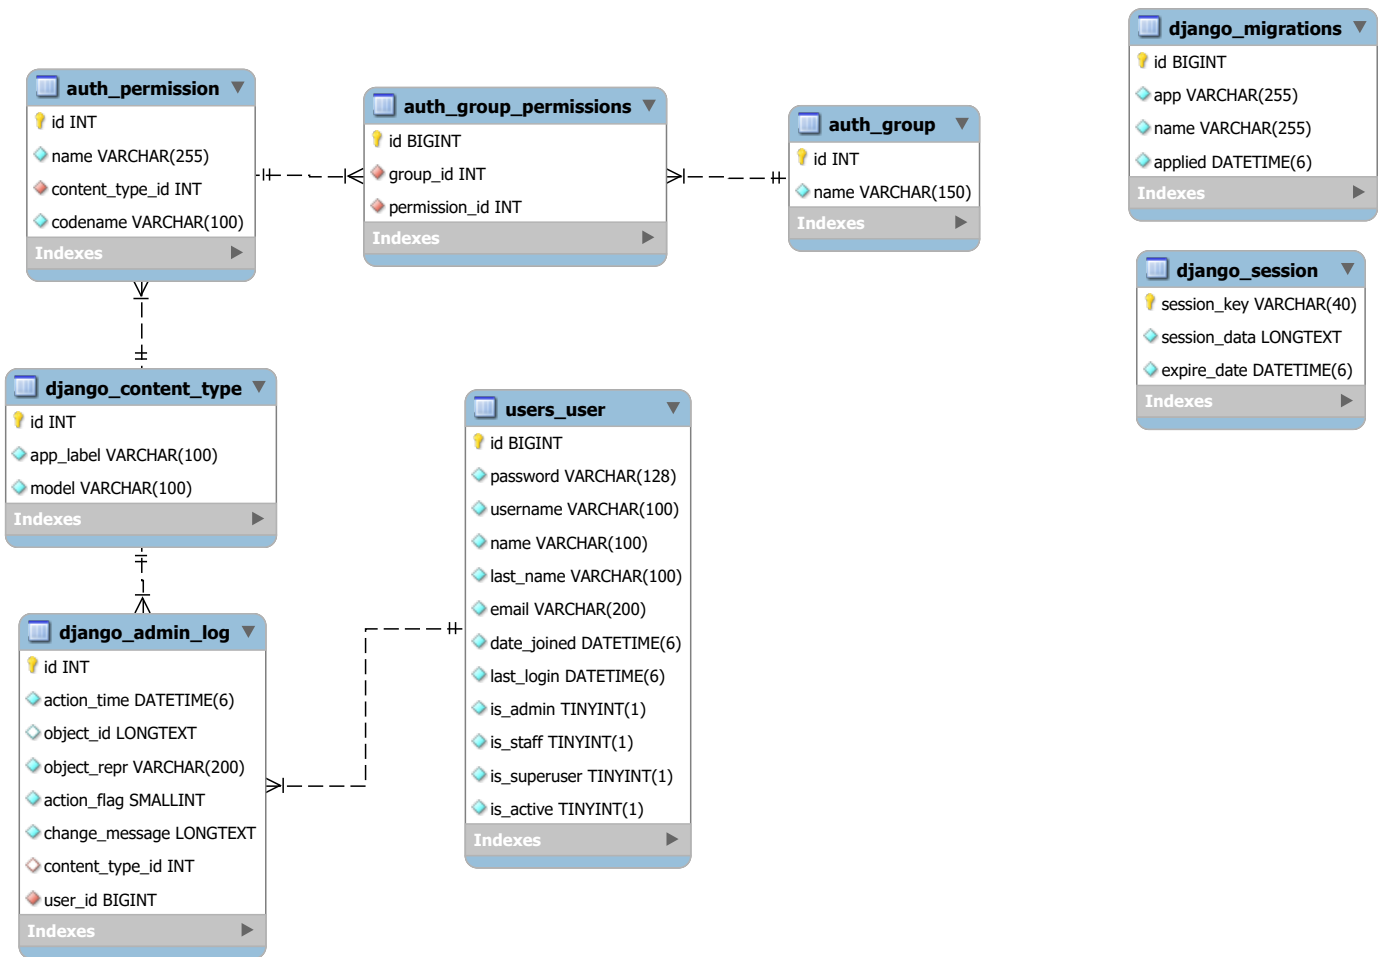 auth_permission
id INT
name VARCHAR(255)
content_type_id INT
codename VARCHAR(100)
Indexes
auth_group_permissions
id BIGINT
group_id INT
permission_id INT
Indexes
auth_group
id INT
name VARCHAR(150)
Indexes
django_migrations
id BIGINT
app VARCHAR(255)
name VARCHAR(255)
applied DATETIME(6)
Indexes
django_session
session_key VARCHAR(40)
session_data LONGTEXT
expire_date DATETIME(6)
Indexes
django_content_type
id INT
app_label VARCHAR(100)
model VARCHAR(100)
Indexes
users_user
id BIGINT
password VARCHAR(128)
username VARCHAR(100)
name VARCHAR(100)
last_name VARCHAR(100)
email VARCHAR(200)
date_joined DATETIME(6)
last_login DATETIME(6)
is_admin TINYINT(1)
is_staff TINYINT(1)
is_superuser TINYINT(1)
is_active TINYINT(1)
Indexes
django_admin_log
id INT
action_time DATETIME(6)
object_id LONGTEXT
object_repr VARCHAR(200)
action_flag SMALLINT
change_message LONGTEXT
content_type_id INT
user_id BIGINT
Indexes